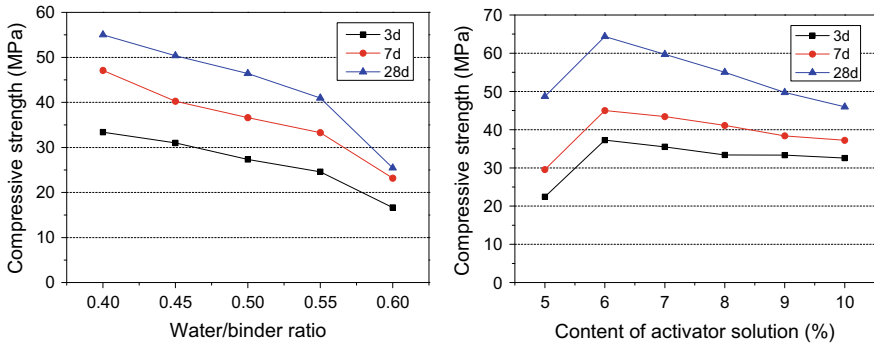 Compressive strength (MPa)
60
50
40
30
20
10
0
3d
7d
28d
0.40 0.45 0.50 0.55 0.60
Water/binder ratio
Compressive strength (MPa)
70
60
50
40
30
20
10
0
3d
7d
28d
5 6 7 8 9 10
Content of activator solution (%)